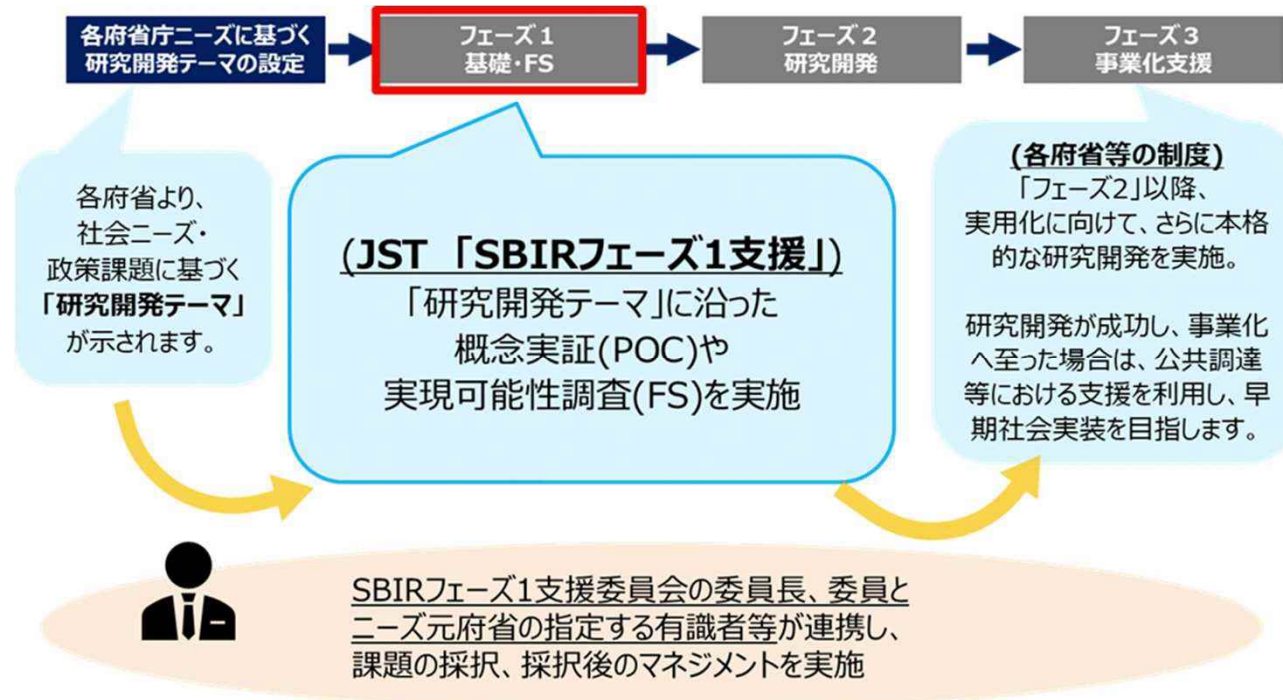 各府省庁ニーズに基づく
研究開発テーマの設定
フェーズ1
基礎・FS
フェーズ2
研究開発
フェーズ3
事業化支援
各府省より、
社会ニーズ・
政策課題に基づく
「研究開発テーマ」
が示されます。
(JST 「SBIRフェーズ1支援」)
「研究開発テーマ」に沿った
概念実証(POC)や
実現可能性調査(FS)を実施
(各府省等の制度)
「フェーズ2」以降、
実用化に向けて、さらに本格
的な研究開発を実施。
研究開発が成功し、事業化
へ至った場合は、公共調達
等における支援を利用し、早
期社会実装を目指します。
SBIRフェーズ1支援委員会の委員長、委員と
ニーズ元府省の指定する有識者等が連携し、
課題の採択、採択後のマネジメントを実施